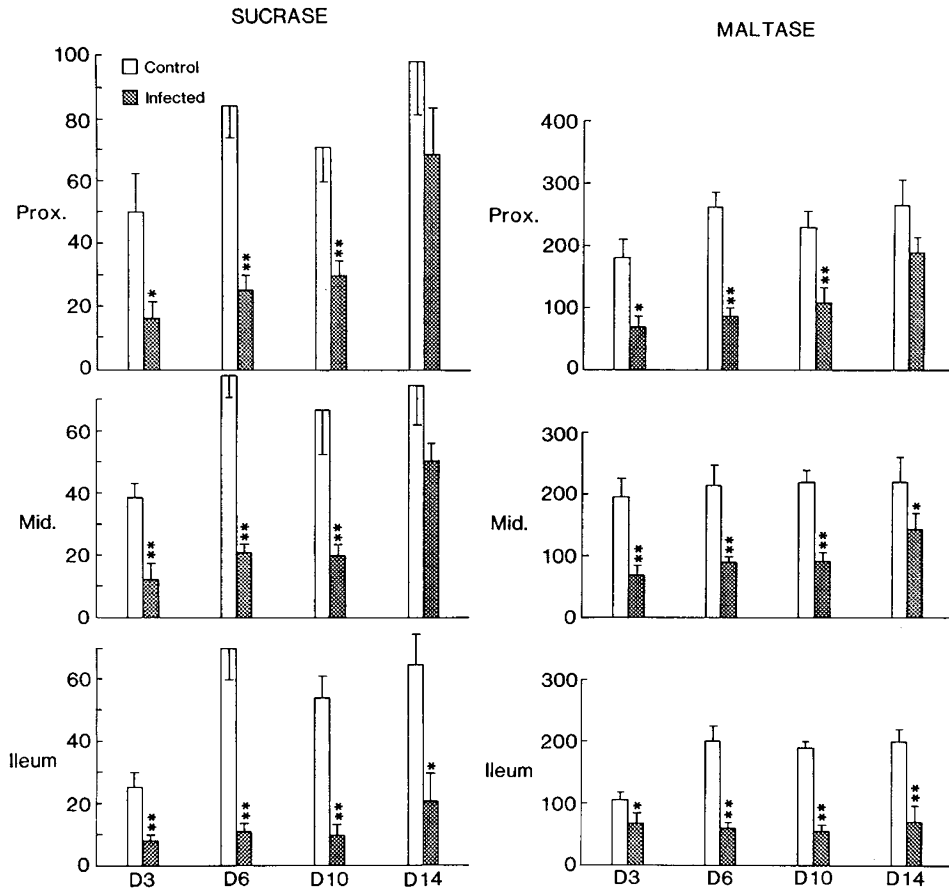 SUCRASE
MALTASE
Control
Infected
100
80
60
40
20
0
Prox.
* ** **
400
300
200
100
0
Prox.
* ** **
60
40
20
0
Mid.
** ** **
300
200
100
0
Mid.
** ** ** *
60
40
20
0
Ileum
** ** ** *
300
200
100
0
Ileum
* ** ** **
D3 D6 D10 D14
D3 D6 D10 D14